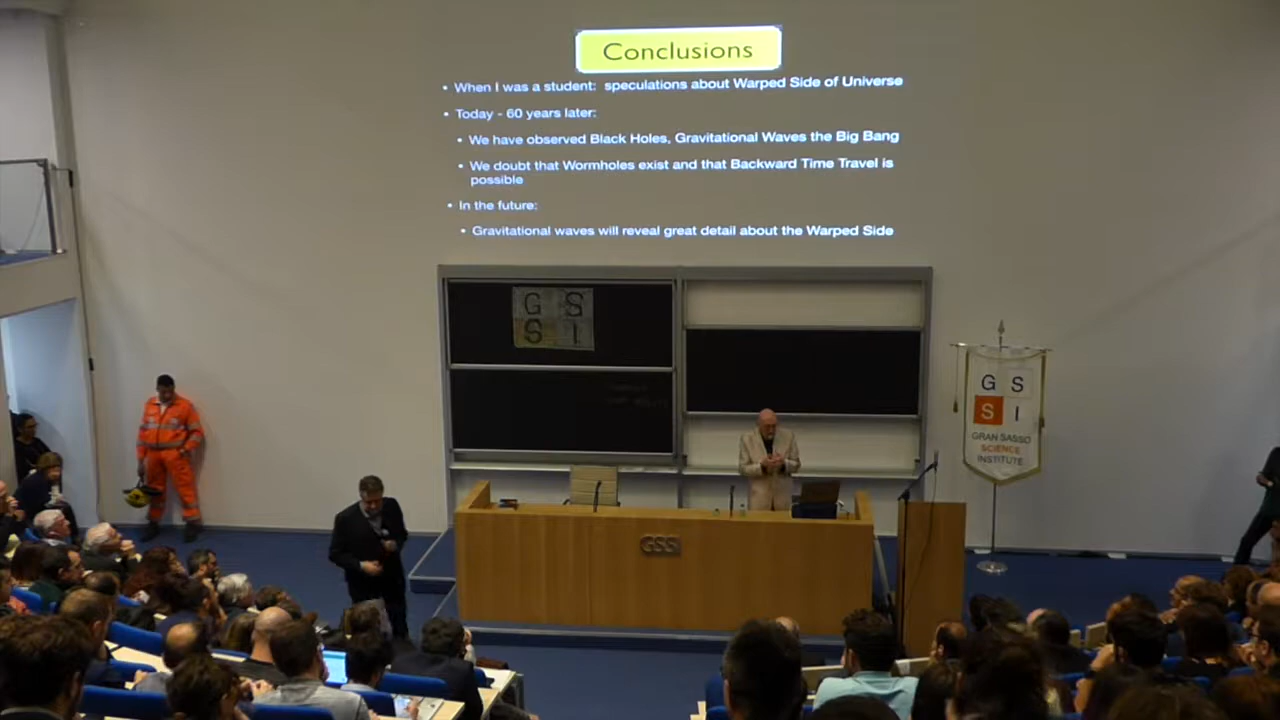 Conclusions
• When I was a student: speculations about Warped Side of Universe
• Today - 60 years later:
• We have observed Black Holes, Gravitational Waves the Big Bang
• We doubt that Wormholes exist and that Backward Time Travel is
possible
• In the future:
• Gravitational waves will reveal great detail about the Warped Side
G S
S I
G S
S I
GRAN SASSO
SCIENCE
INSTITUTE
GSSI